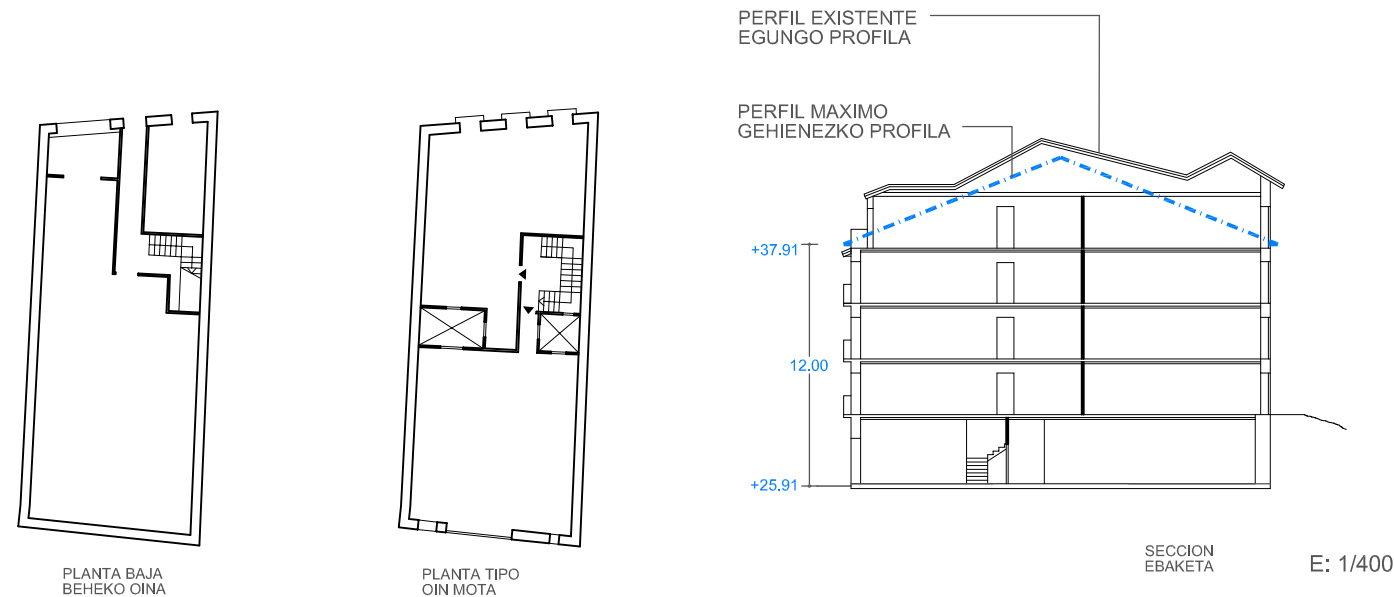 PERFIL EXISTENTE
EGUNGO PROFILA
PERFIL MAXIMO
GEHIENEZKO PROFILA
+37.91
12.00
+25.91
PLANTA BAJA
BEHEKO OINA
PLANTA TIPO
OIN MOTA
SECCION
EBAKETA
E: 1/400